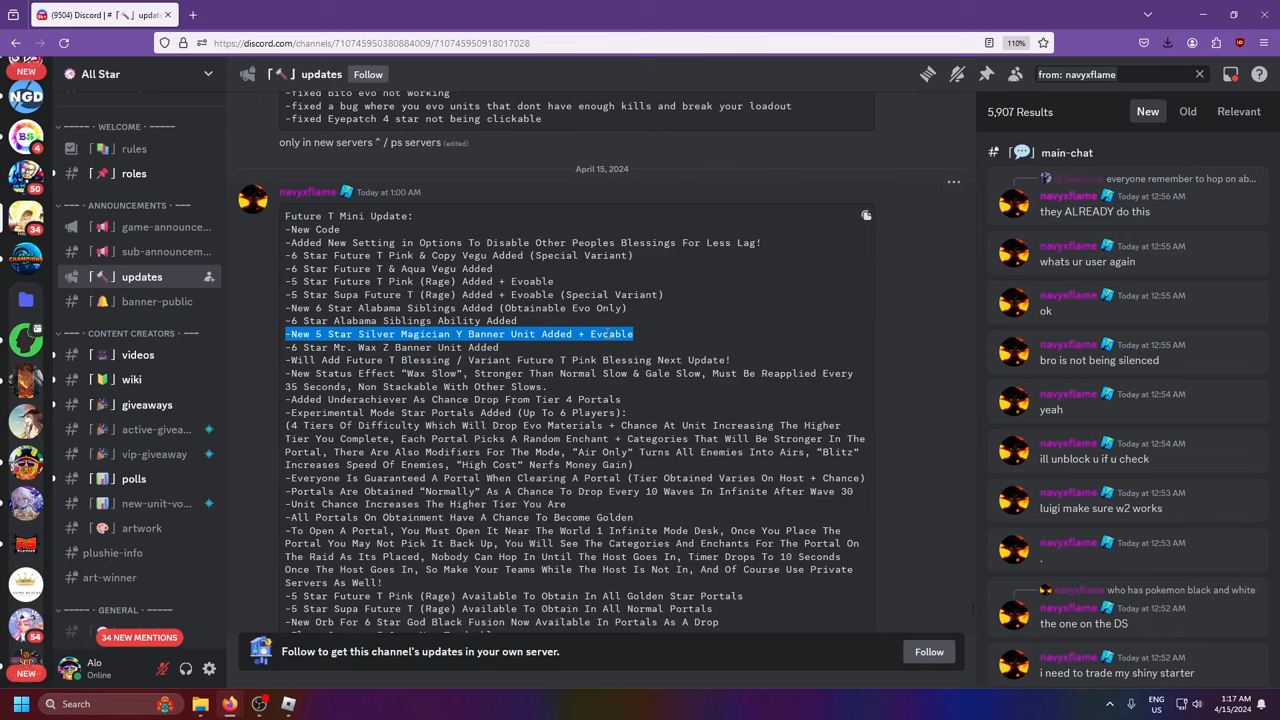 (9504) Discord | # 「🔨」 update
https://discord.com/channels/710745950380884009/710745950918017028
110%
NEW
NGD
50
34
54
NEW
All Star
WELCOME
rules
roles
ANNOUNCEMENTS
game-announce...
sub-announcem...
updates
banner-public
CONTENT CREATORS
videos
wiki
giveaways
active-givea...
vip-giveaway
polls
new-unit-vo...
artwork
plushie-info
art-winner
GENERAL
34 NEW MENTIONS
Alo
Online
updates
Follow
-fixed Bito evo not working
-fixed a bug where you evo units that dont have enough kills and break your loadout
-fixed Eyepatch 4 star not being clickable
only in new servers ^ / ps servers (edited)
April 15, 2024
navyxflame Today at 1:00 AM
Future T Mini Update:
-New Code
-Added New Setting in Options To Disable Other Peoples Blessings For Less Lag!
-6 Star Future T Pink & Copy Vegu Added (Special Variant)
-6 Star Future T & Aqua Vegu Added
-5 Star Future T Pink (Rage) Added + Evoable
-5 Star Supa Future T (Rage) Added + Evoable (Special Variant)
-New 6 Star Alabama Siblings Added (Obtainable Evo Only)
-6 Star Alabama Siblings Ability Added
-New 5 Star Silver Magician Y Banner Unit Added + Evoable
-6 Star Mr. Wax Z Banner Unit Added
-Will Add Future T Blessing / Variant Future T Pink Blessing Next Update!
-New Status Effect “Wax Slow”, Stronger Than Normal Slow & Gale Slow, Must Be Reapplied Every
35 Seconds, Non Stackable With Other Slows.
-Added Underachiever As Chance Drop From Tier 4 Portals
-Experimental Mode Star Portals Added (Up To 6 Players):
(4 Tiers Of Difficulty Which Will Drop Evo Materials + Chance At Unit Increasing The Higher
Tier You Complete, Each Portal Picks A Random Enchant + Categories That Will Be Stronger In The
Portal, There Are Also Modifiers For The Mode, “Air Only” Turns All Enemies Into Airs, “Blitz”
Increases Speed Of Enemies, “High Cost” Nerfs Money Gain)
-Everyone Is Guaranteed A Portal When Clearing A Portal (Tier Obtained Varies On Host + Chance)
-Portals Are Obtained “Normally” As A Chance To Drop Every 10 Waves In Infinite After Wave 30
-Unit Chance Increases The Higher Tier You Are
-All Portals On Obtainment Have A Chance To Become Golden
-To Open A Portal, You Must Open It Near The World 1 Infinite Mode Desk, Once You Place The
Portal You May Not Pick It Back Up, You Will See The Categories And Enchants For The Portal On
The Raid As Its Placed, Nobody Can Hop In Until The Host Goes In, Timer Drops To 10 Seconds
Once The Host Goes In, So Make Your Teams While The Host Is Not In, And Of Course Use Private
Servers As Well!
-5 Star Future T Pink (Rage) Available To Obtain In All Golden Star Portals
-5 Star Supa Future T (Rage) Available To Obtain In All Normal Portals
-New Orb For 6 Star God Black Fusion Now Available In Portals As A Drop
Follow to get this channel's updates in your own server.
Follow
from: navyxflame
5,907 Results
New
Old
Relevant
main-chat
everyone remember to hop on ab...
navyxflame Today at 12:56 AM
they ALREADY do this
navyxflame Today at 12:55 AM
whats ur user again
navyxflame Today at 12:55 AM
ok
navyxflame Today at 12:55 AM
bro is not being silenced
navyxflame Today at 12:54 AM
yeah
navyxflame Today at 12:54 AM
ill unblock u if u check
navyxflame Today at 12:53 AM
luigi make sure w2 works
navyxflame Today at 12:53 AM
.
navyxflame who has pokemon black and white
navyxflame Today at 12:52 AM
the one on the DS
navyxflame Today at 12:52 AM
i need to trade my shiny starter
Search
ENG
US
1:17 AM
4/15/2024